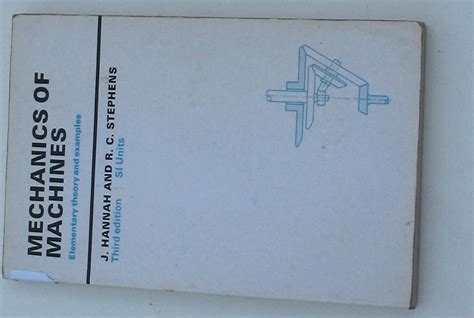 MECHANICS OF
MACHINES
Elementary theory and examples
J. HANNAH AND R. C. STEPHENS
Third edition SI Units